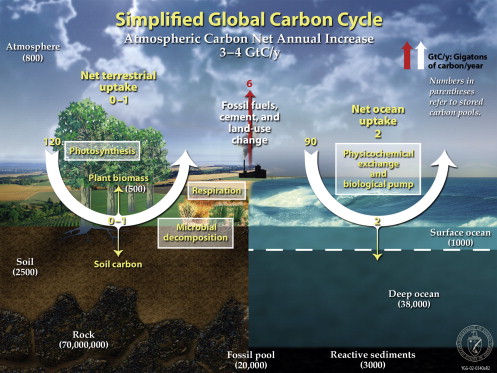 Simplified Global Carbon Cycle
Atmospheric Carbon Net Annual Increase
3–4 GtC/y
Atmosphere
(800)
GtC/y: Gigatons
of carbon/year
Numbers in
parentheses
refer to stored
carbon pools.
Net terrestrial
uptake
0–1
6
Fossil fuels,
cement, and
land-use
change
Net ocean
uptake
2
120
Photosynthesis
90
Physicochemical
exchange
and
biological pump
Plant biomass
(500)
Respiration
0–1
Microbial
decomposition
2
Surface ocean
(1000)
Soil
(2500)
Soil carbon
Deep ocean
(38,000)
Rock
(70,000,000)
Fossil pool
(20,000)
Reactive sediments
(3000)